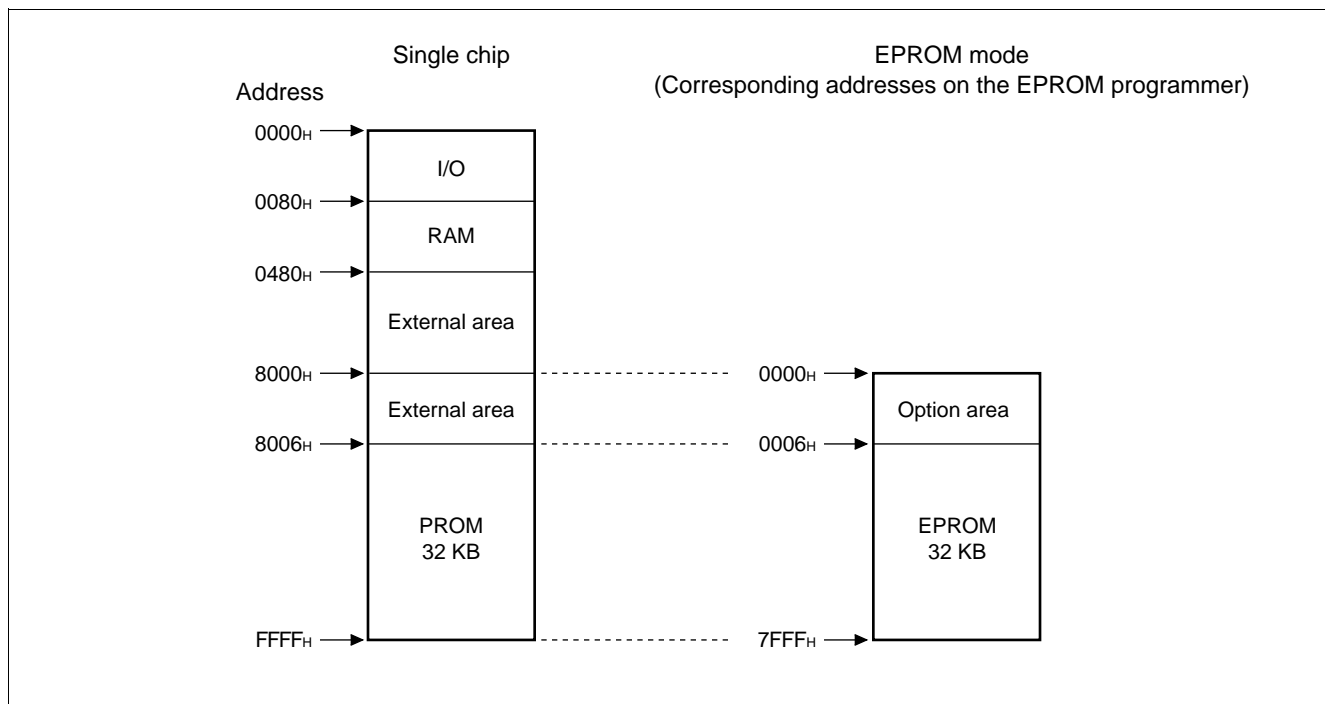 Single chip
EPROM mode
(Corresponding addresses on the EPROM programmer)
Address
0000H
I/O
0080H
RAM
0480H
External area
8000H
0000H
External area
Option area
8006H
0006H
PROM
32 KB
EPROM
32 KB
FFFFH
7FFFH